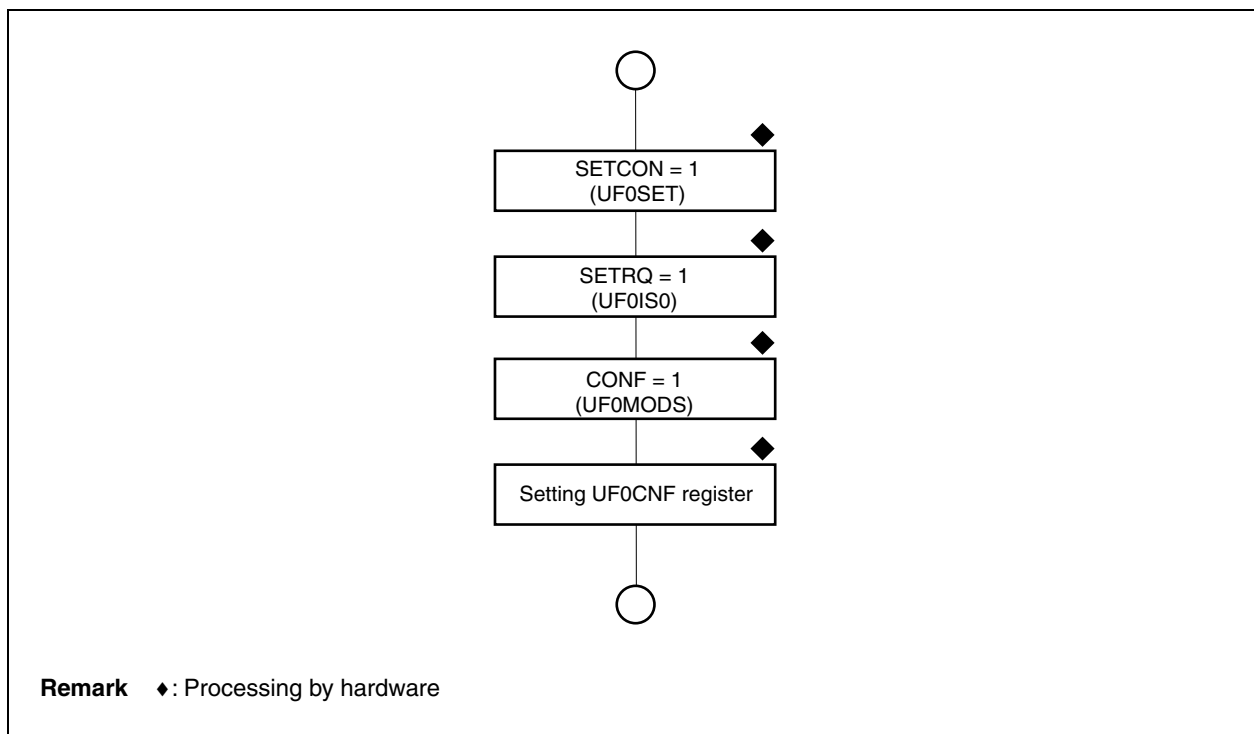 SETCON = 1
(UF0SET)
SETRQ = 1
(UF0IS0)
CONF = 1
(UF0MODS)
Setting UF0CNF register
Remark ♦: Processing by hardware